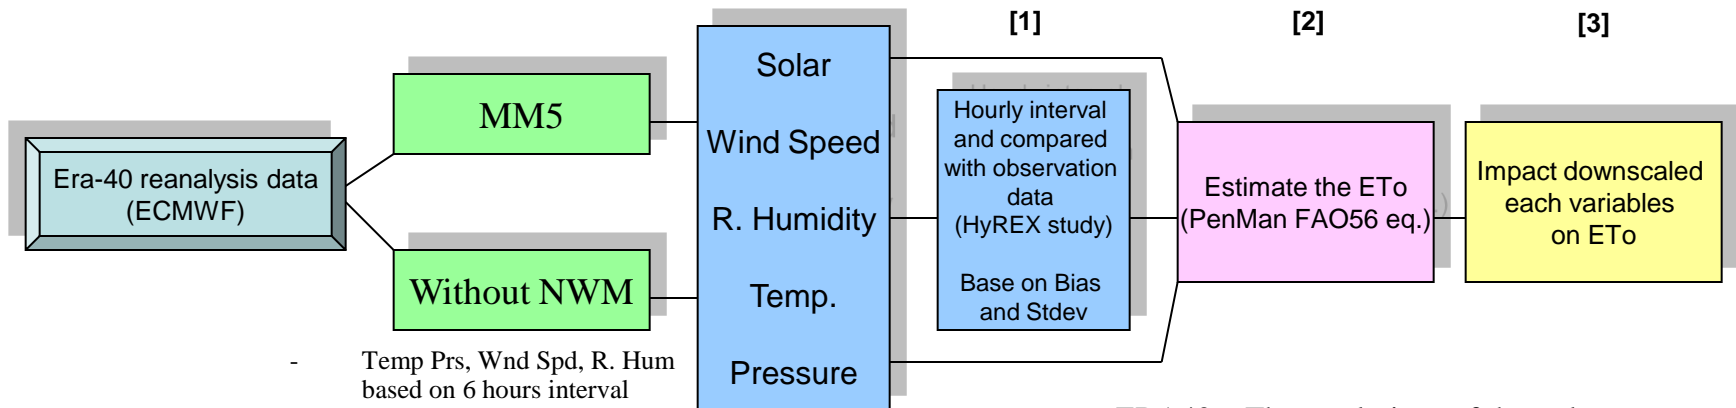 [1]
[2]
[3]
Era-40 reanalysis data
(ECMWF)
MM5
Without NWM
- Temp Prs, Wnd Spd, R. Hum
based on 6 hours interval
Solar
Wind Speed
R. Humidity
Temp.
Pressure
Hourly interval
and compared
with observation
data
(HyREX study)
Base on Bias
and Stdev
Estimate the ETo
(PenMan FAO56 eq.)
Impact downscaled
each variables
on ETo